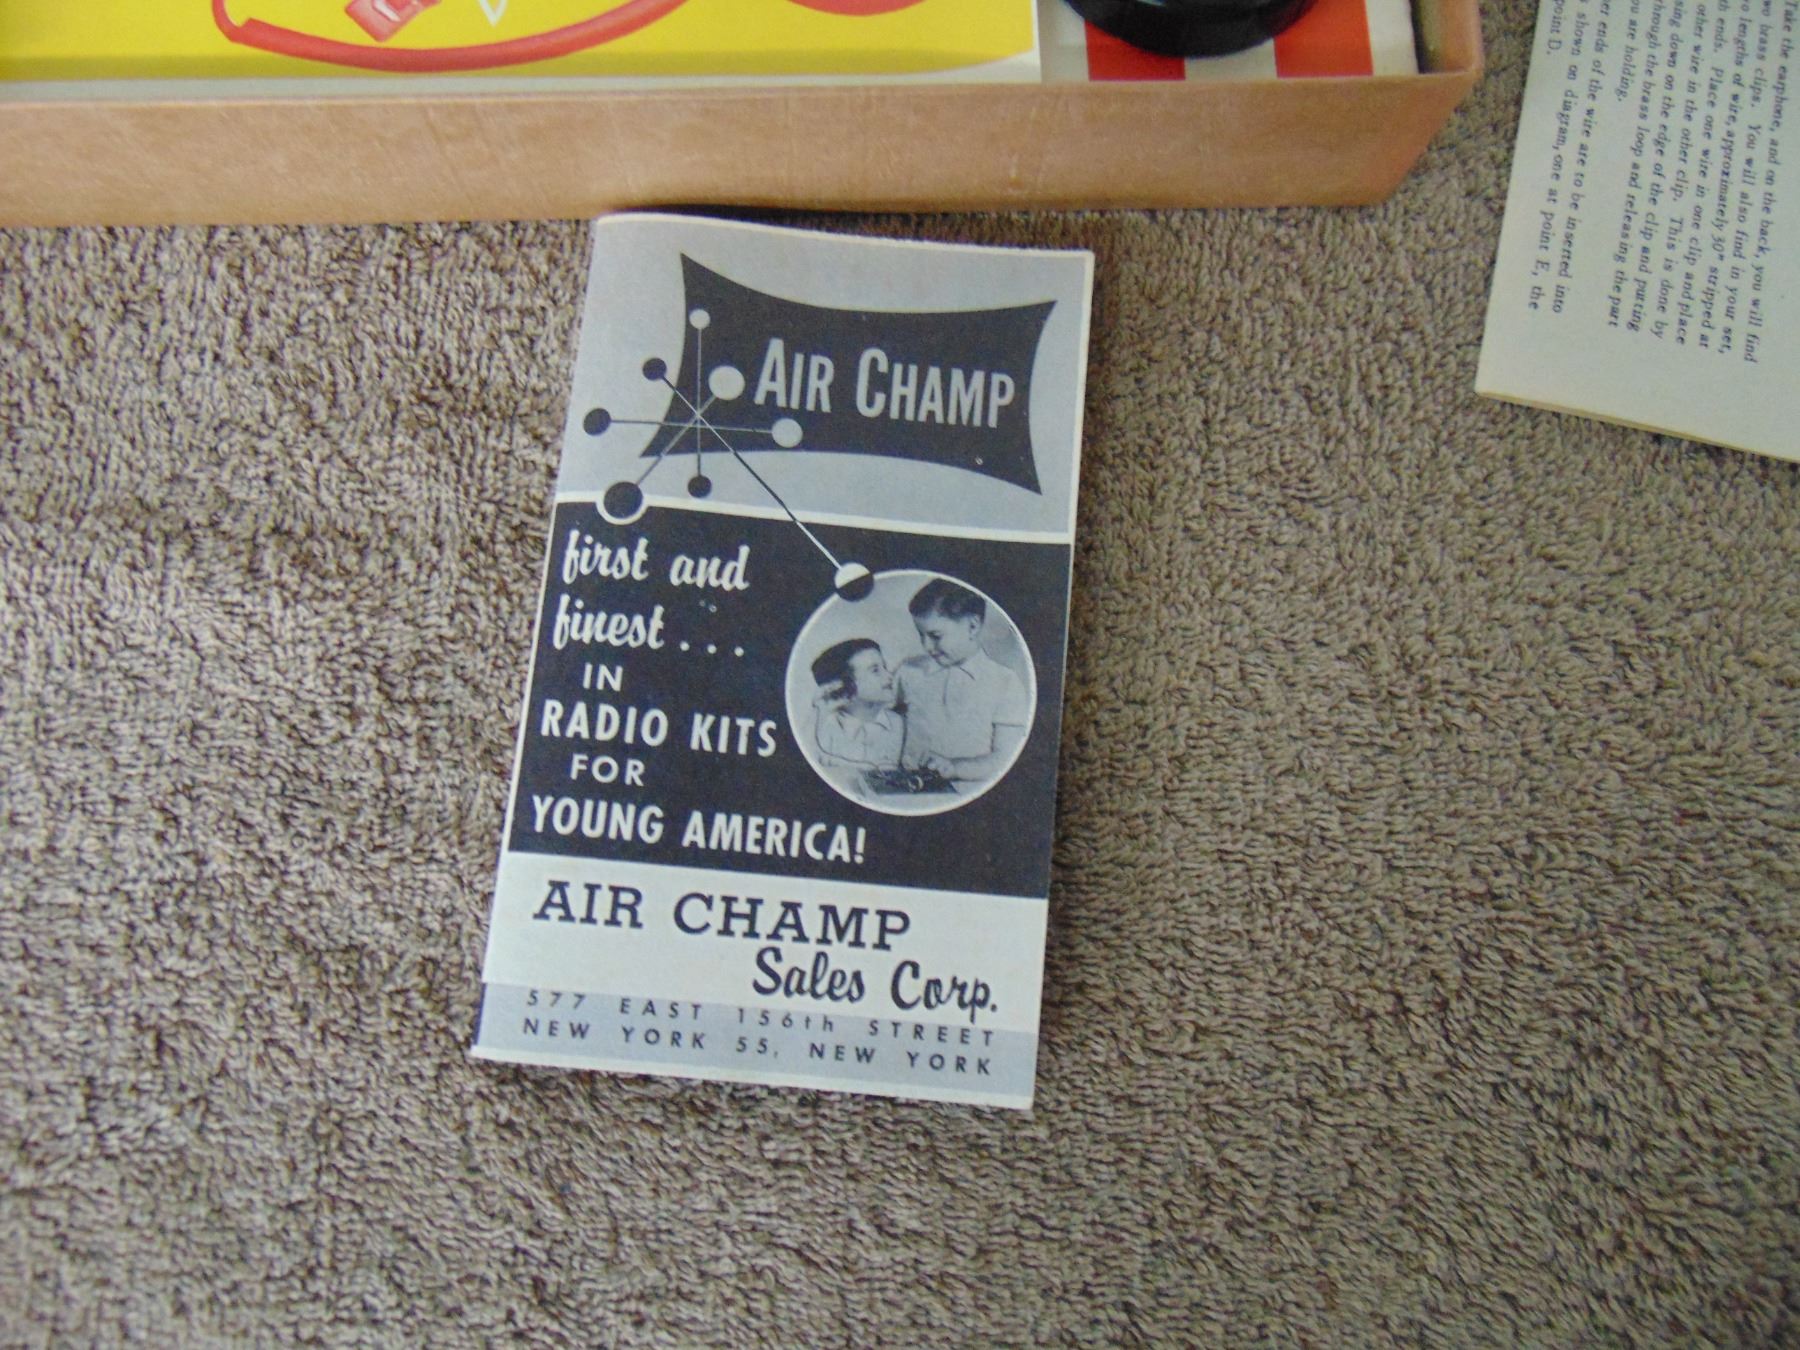 AIR CHAMP
first and
finest...
IN
RADIO KITS
FOR
YOUNG AMERICA!
AIR CHAMP
Sales Corp.
577 EAST 156th STREET
NEW YORK 55, NEW YORK
Take the earphone, and on the back, you will find
two brass clips. You will also find in your set,
lengths of wire, approximately 30" stripped at
ends. Place one wire in one clip and place
other wire in the other clip. This is done by
down on the edge of the clip and putting
through the brass loop and releasing the part
you are holding.
ends of the wire are to be inserted into
shown on diagram, one at point E, the
point D.